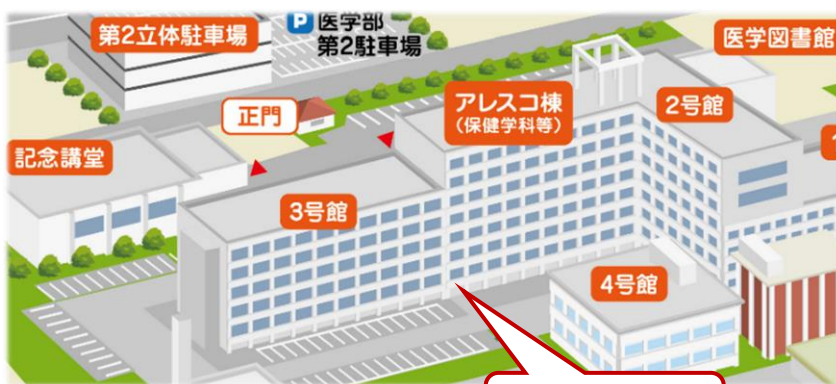 第2立体駐車場
P 医学部
第2駐車場
医学図書館
正門
アレスコ棟
(保健学科等)
2号館
記念講堂
3号館
4号館